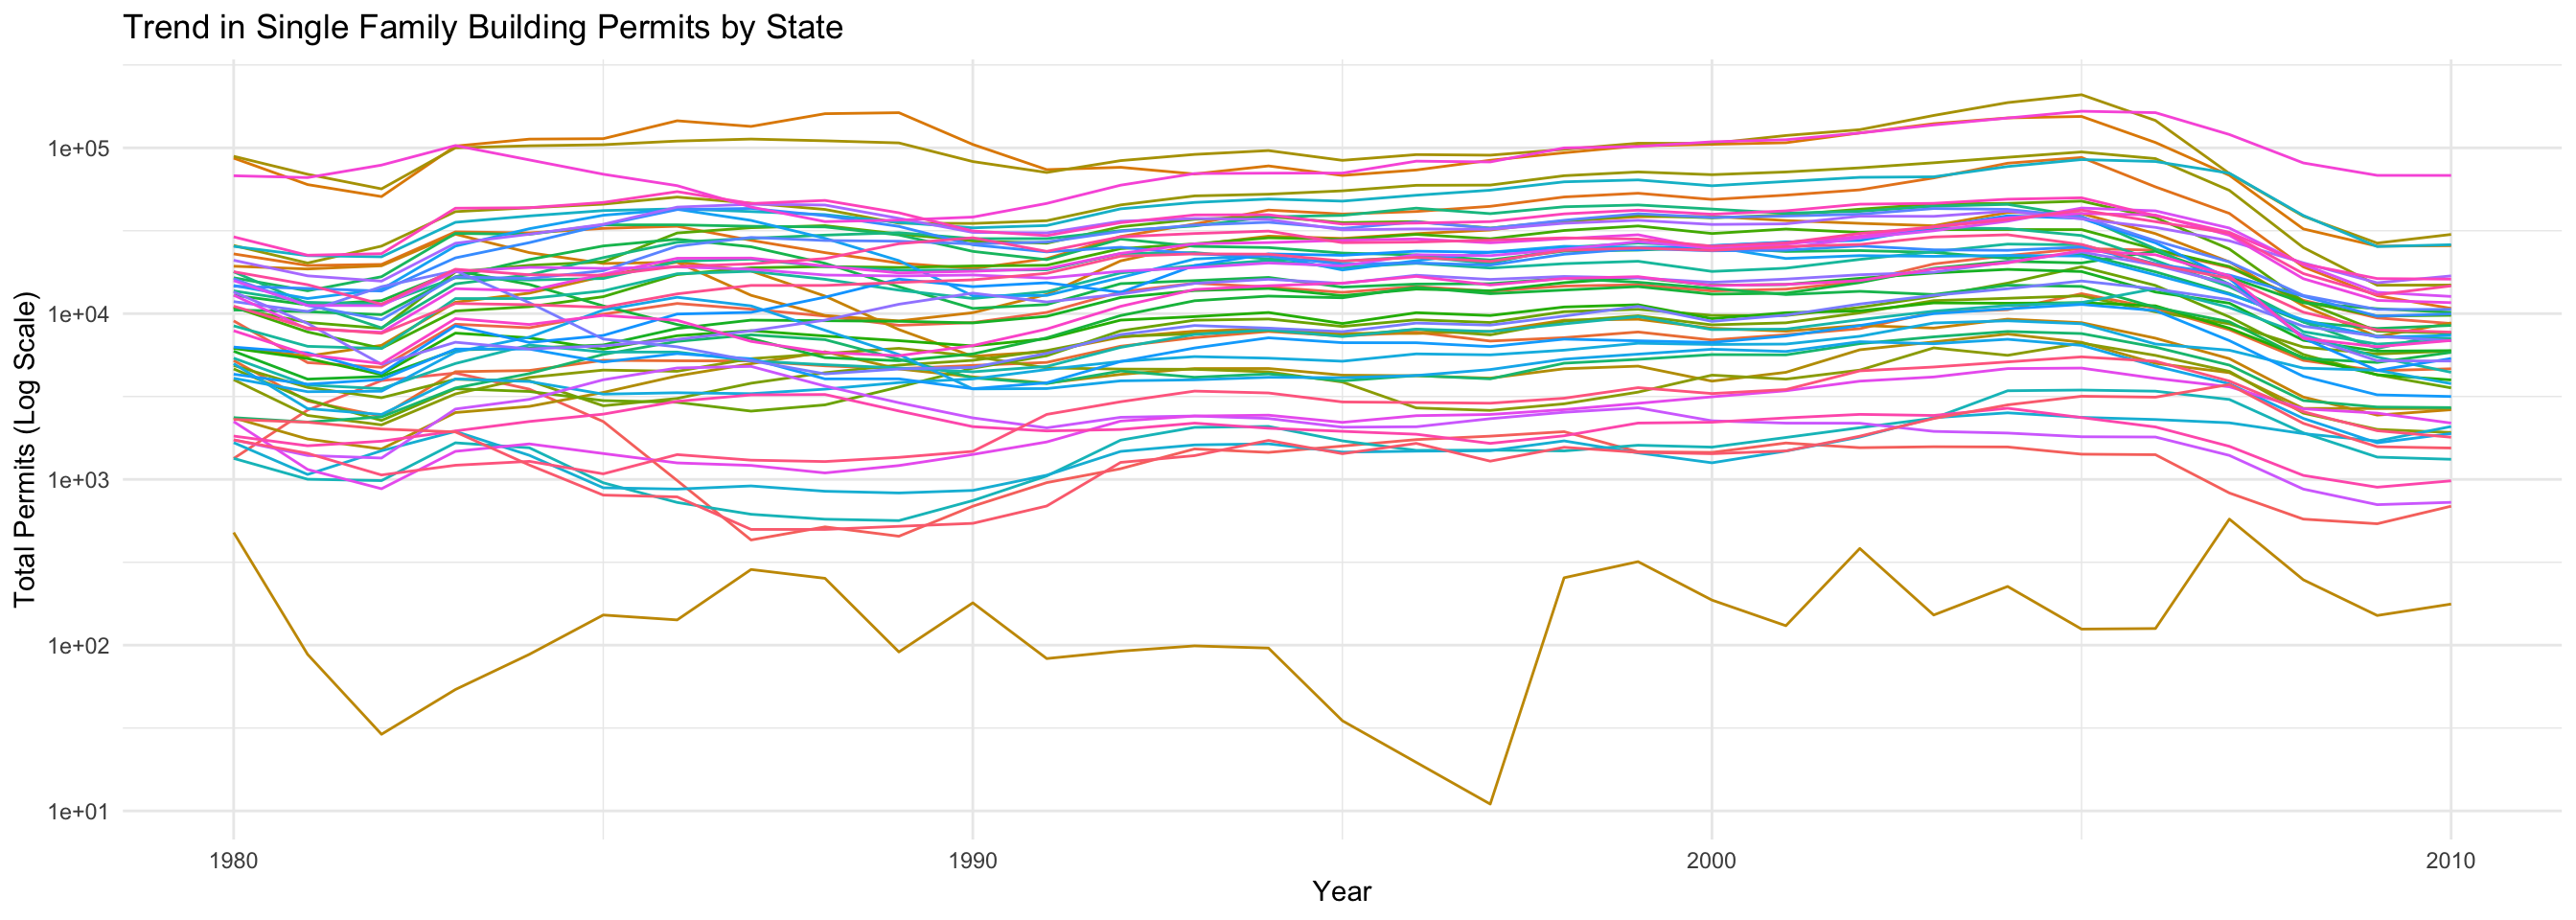 Trend in Single Family Building Permits by State
Total Permits (Log Scale)
1e+05
1e+04
1e+03
1e+02
1e+01
1980
1990
2000
2010
Year